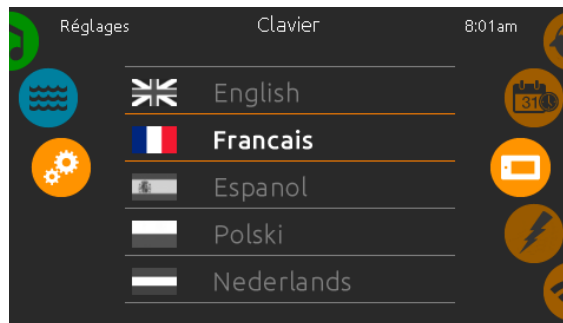 Réglages
Clavier
8:01am
English
Francais
Espanol
Polski
Nederlands
31